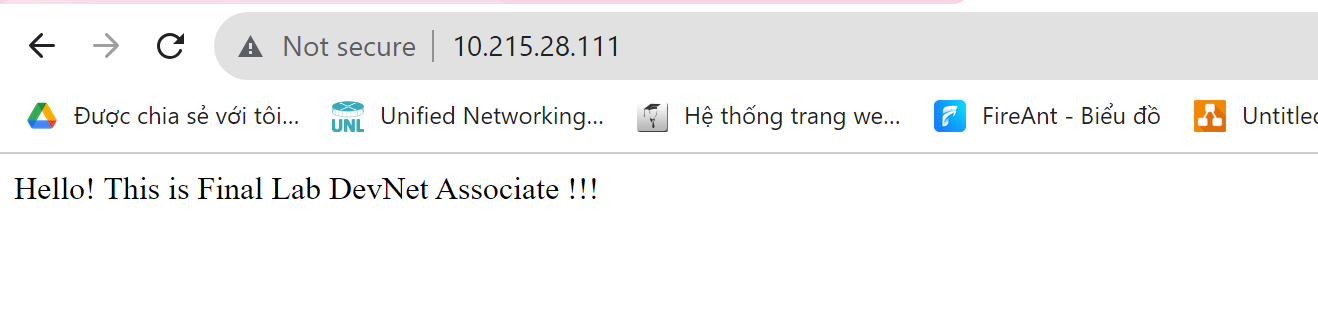 Not secure 10.215.28.111
Được chia sẻ với tôi... UNL Unified Networking... Hệ thống trang we... FireAnt - Biểu đồ
Hello! This is Final Lab DevNet Associate !!!